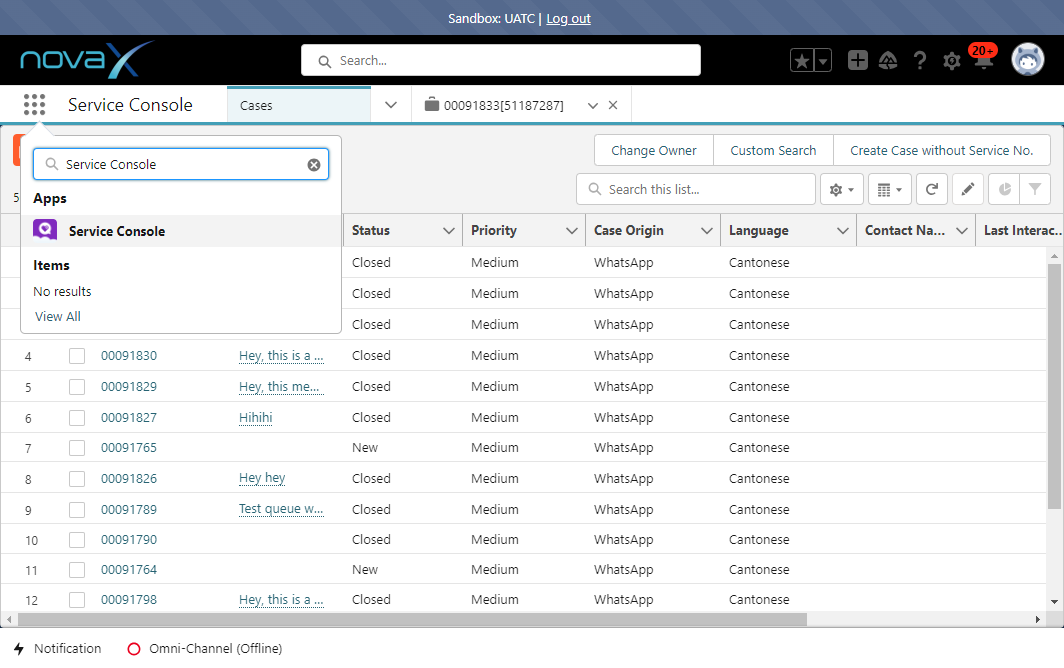 Sandbox: UATC | Log out
novaX
Search...
20+
Service Console
Cases
00091833[51187287]
Service Console
Apps
Service Console
Items
No results
View All
Change Owner
Custom Search
Create Case without Service No.
5
Search this list...
Status
Priority
Case Origin
Language
Contact Na...
Last Interac...
Closed Medium WhatsApp Cantonese
Closed Medium WhatsApp Cantonese
Closed Medium WhatsApp Cantonese
4 00091830 Hey, this is a ... Closed Medium WhatsApp Cantonese
5 00091829 Hey, this me... Closed Medium WhatsApp Cantonese
6 00091827 Hihihi Closed Medium WhatsApp Cantonese
7 00091765 New Medium WhatsApp Cantonese
8 00091826 Hey hey Closed Medium WhatsApp Cantonese
9 00091789 Test queue w... Closed Medium WhatsApp Cantonese
10 00091790 Closed Medium WhatsApp Cantonese
11 00091764 New Medium WhatsApp Cantonese
12 00091798 Hey, this is a ... Closed Medium WhatsApp Cantonese
Notification
Omni-Channel (Offline)